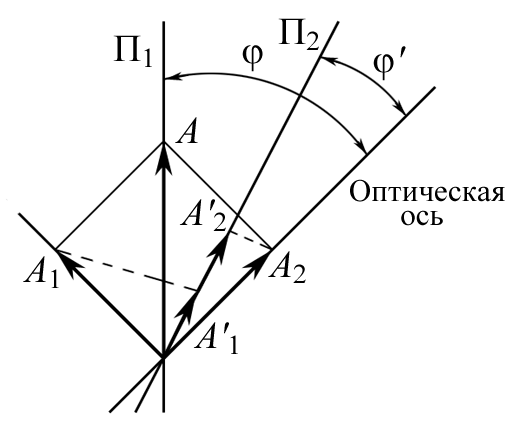 П₁
φ
П₂
φ′
A
Оптическая
ось
A′₂
A₁
A₂
A′₁